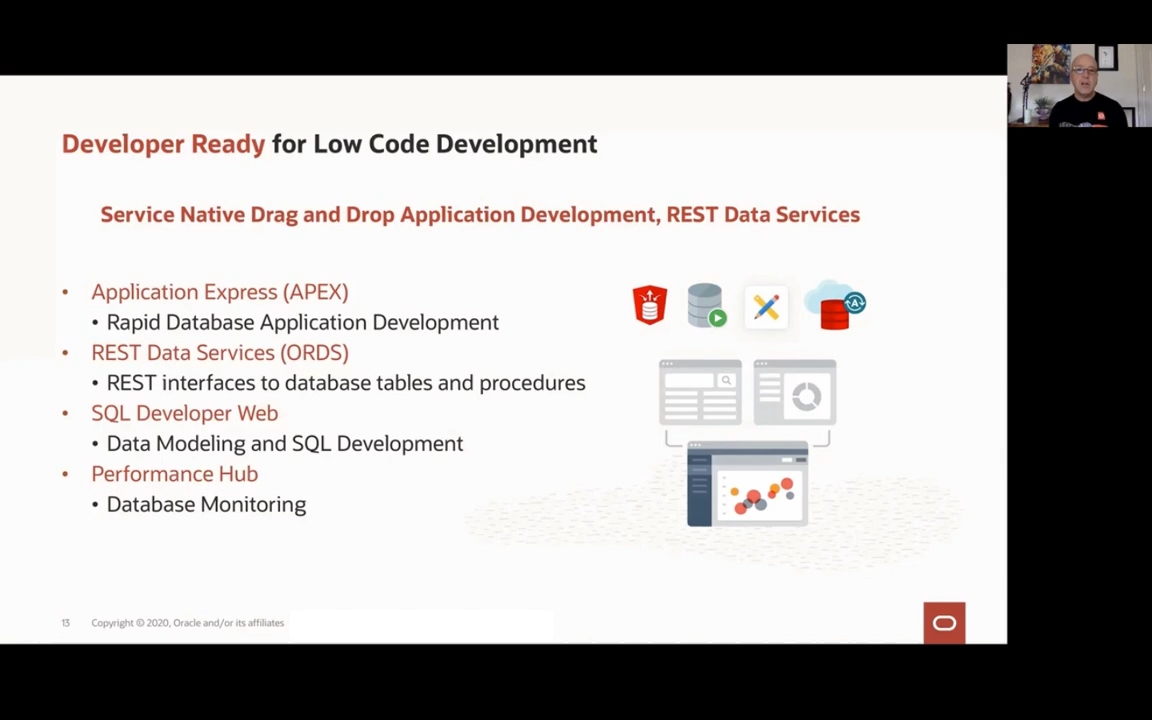 Developer Ready for Low Code Development
Service Native Drag and Drop Application Development, REST Data Services
• Application Express (APEX)
• Rapid Database Application Development
• REST Data Services (ORDS)
• REST interfaces to database tables and procedures
• SQL Developer Web
• Data Modeling and SQL Development
• Performance Hub
• Database Monitoring
A
13 Copyright © 2020, Oracle and/or its affiliates